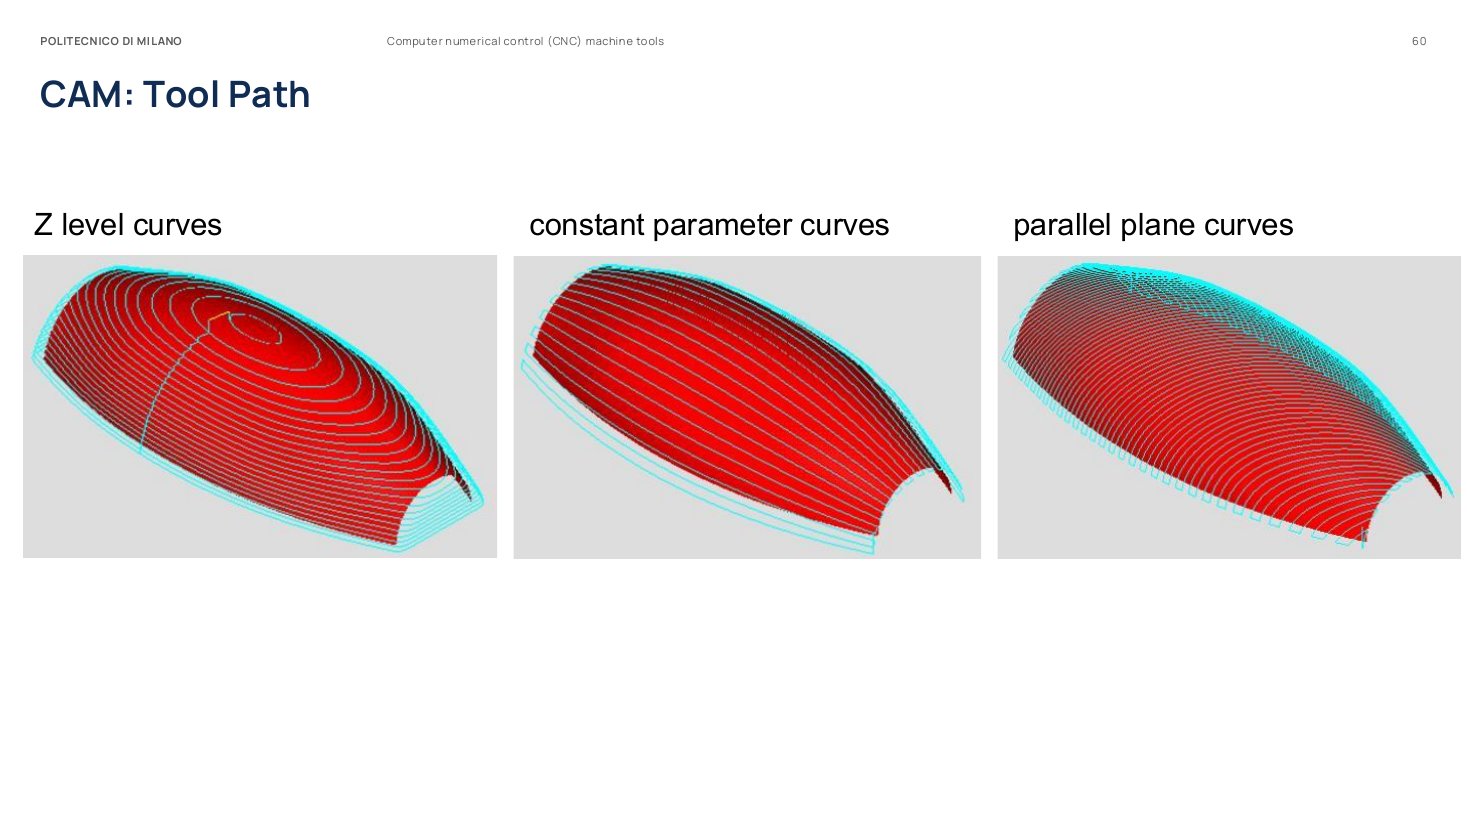 POLITECNICO DI MILANO
Computer numerical control (CNC) machine tools
60
CAM: Tool Path
Z level curves
constant parameter curves
parallel plane curves